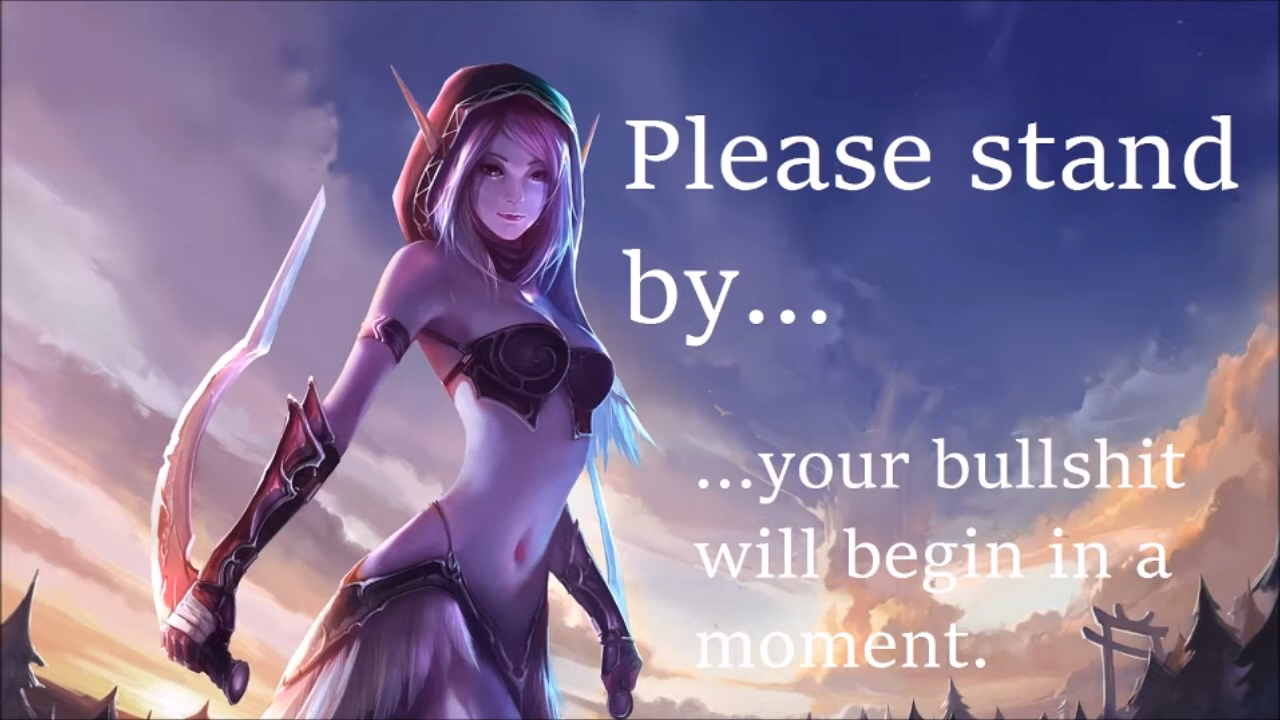 Please stand
by...
...your bullshit
will begin in a
moment.